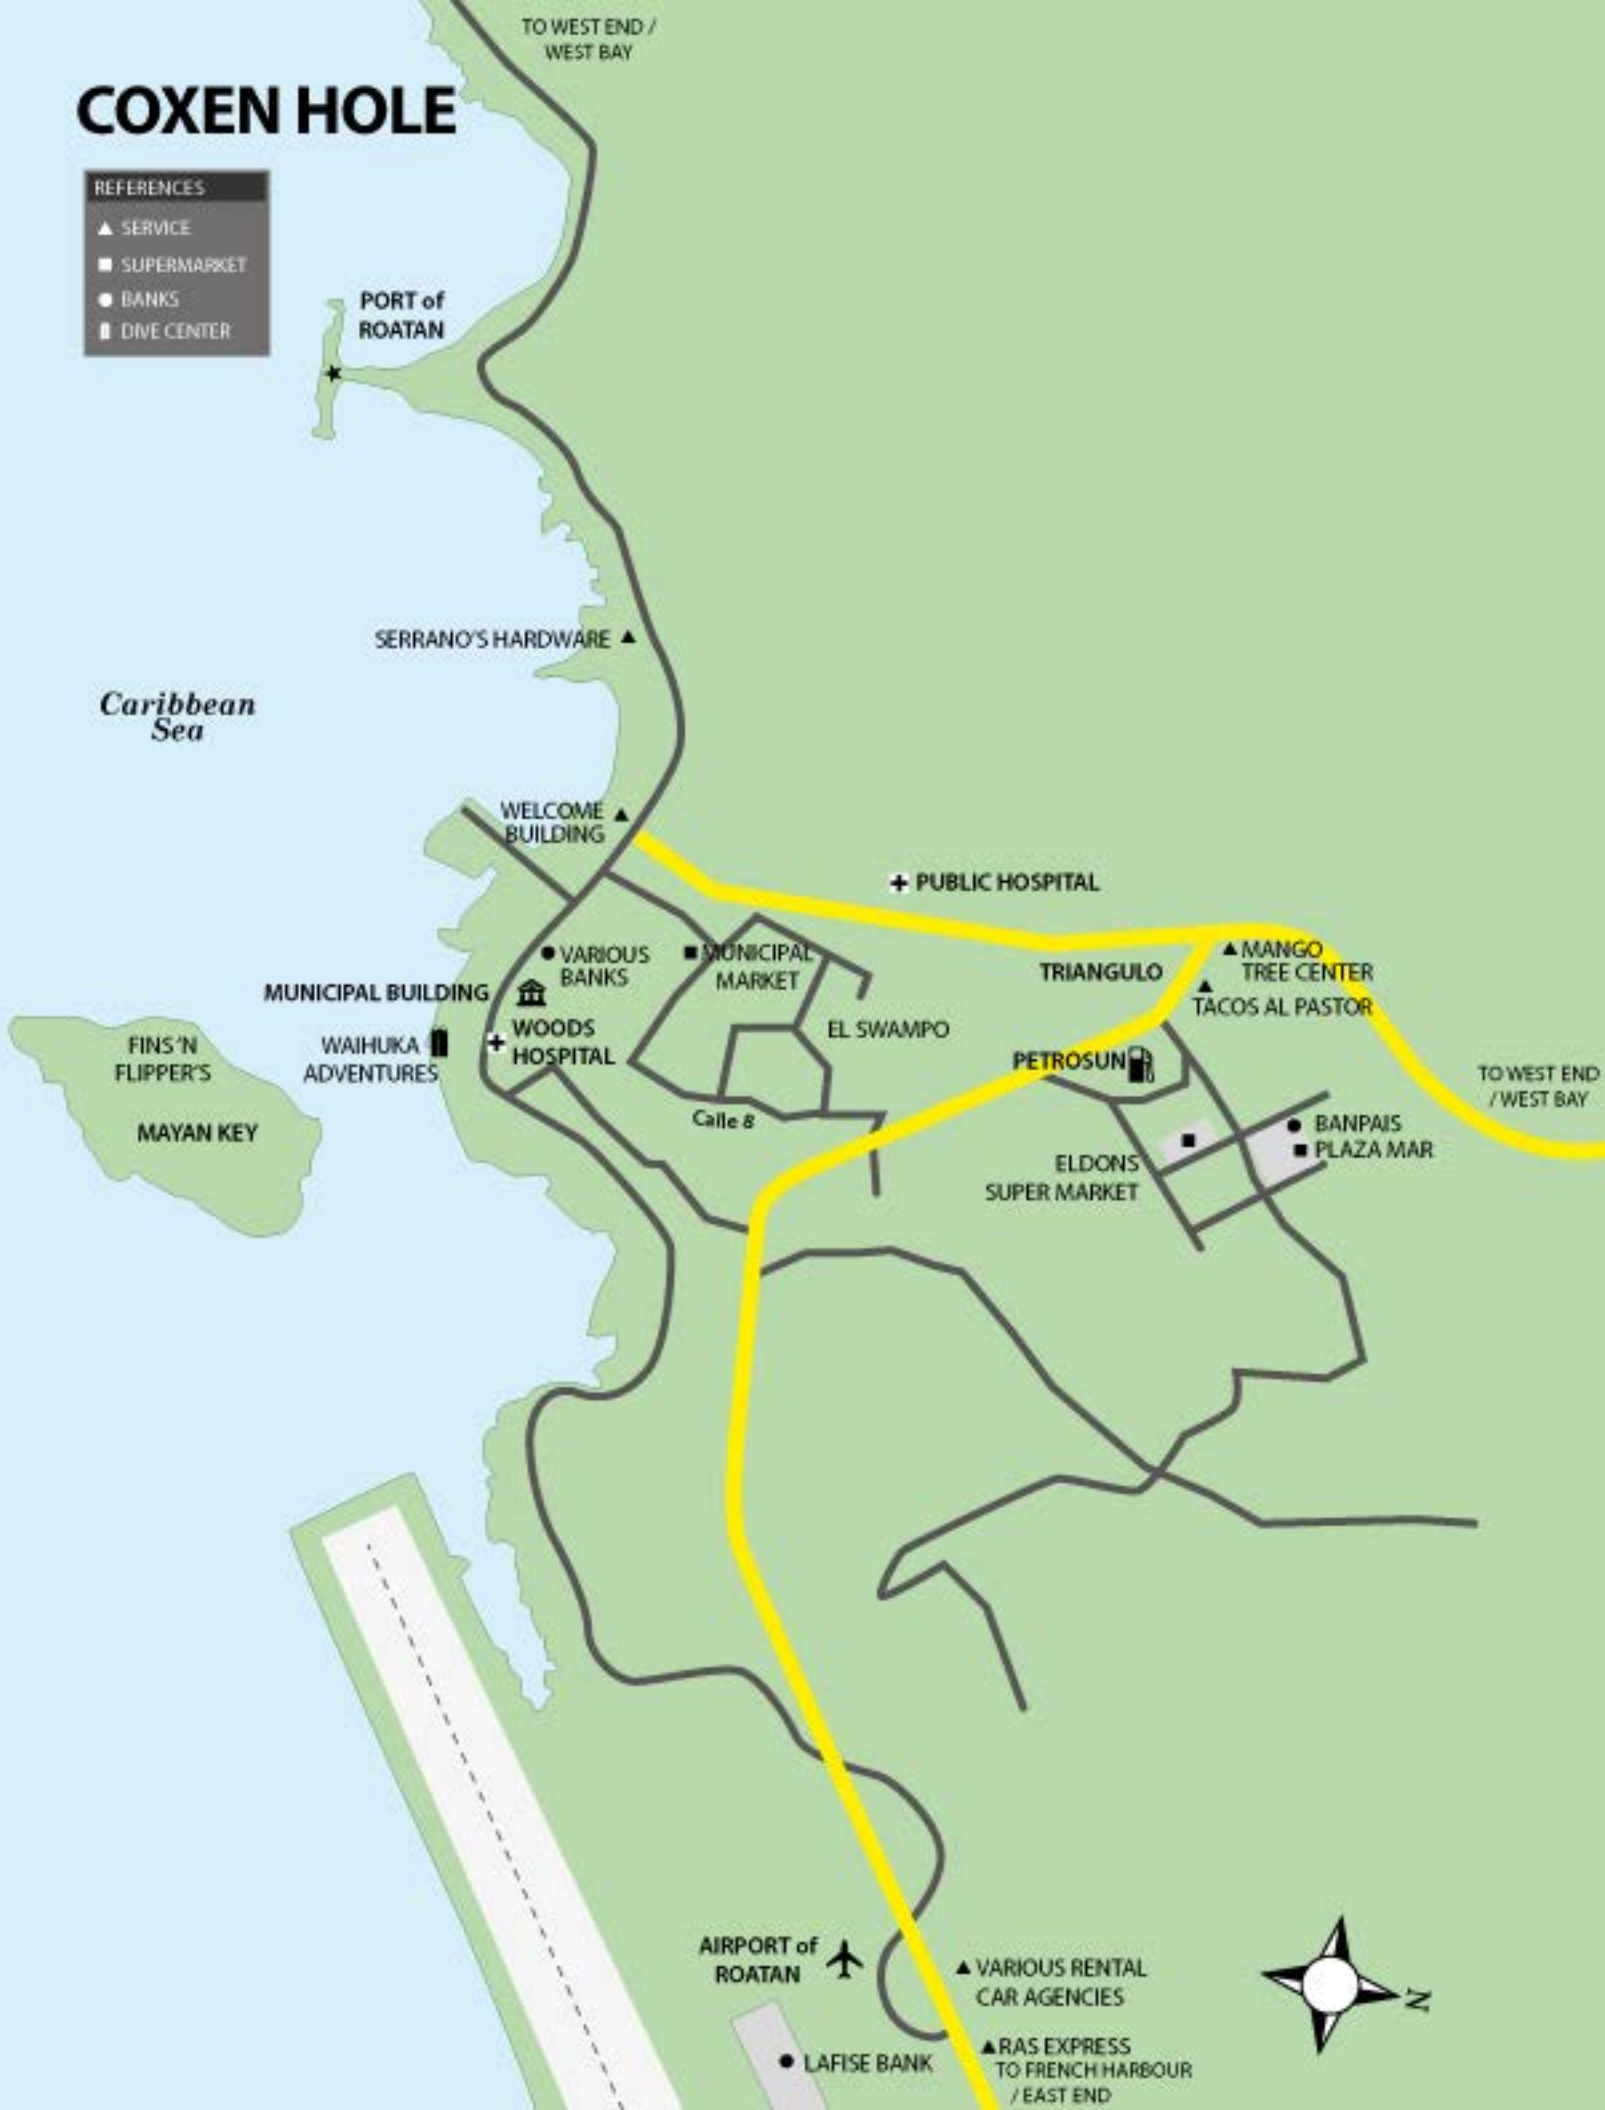 TO WEST END /
WEST BAY
COXEN HOLE
REFERENCES
SERVICE
SUPERMARKET
BANKS
DIVE CENTER
PORT of
ROATAN
SERRANO'S HARDWARE
Caribbean
Sea
WELCOME
BUILDING
PUBLIC HOSPITAL
VARIOUS
BANKS
MUNICIPAL
MARKET
MANGO
TREE CENTER
TRIANGULO
TACOS AL PASTOR
MUNICIPAL BUILDING
WOODS
HOSPITAL
EL SWAMPO
FINS'N
FLIPPER'S
WAIHUKA
ADVENTURES
PETROSUN
TO WEST END
/ WEST BAY
MAYAN KEY
Calle 8
BANPAIS
PLAZA MAR
ELDONS
SUPER MARKET
AIRPORT of
ROATAN
VARIOUS RENTAL
CAR AGENCIES
N
RAS EXPRESS
TO FRENCH HARBOUR
/ EAST END
LAFISE BANK